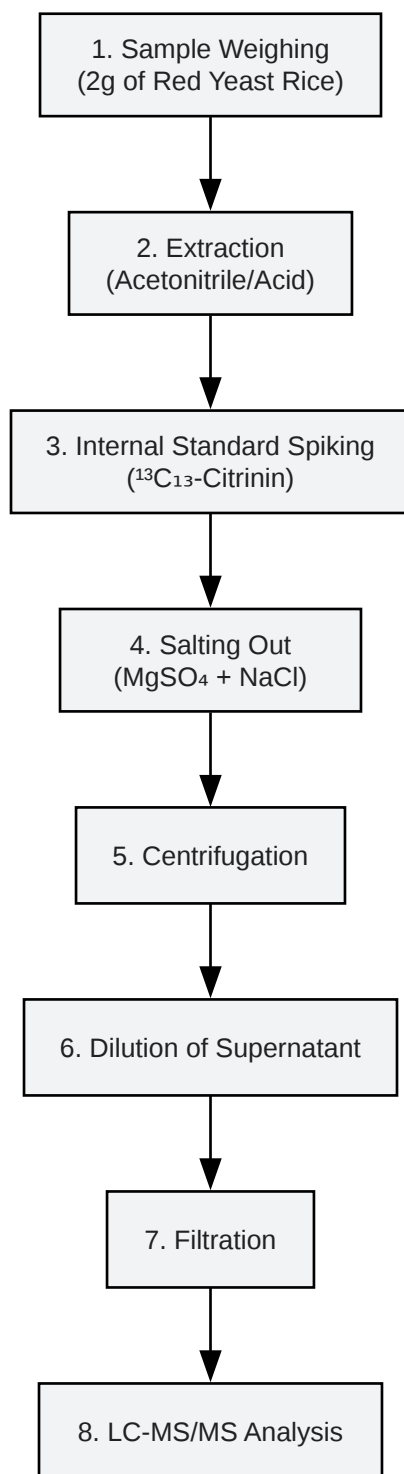 1. Sample Weighing
(2g of Red Yeast Rice)
2. Extraction
(Acetonitrile/Acid)
3. Internal Standard Spiking
(¹³C₁₃-Citrinin)
4. Salting Out
(MgSO₄ + NaCl)
5. Centrifugation
6. Dilution of Supernatant
7. Filtration
8. LC-MS/MS Analysis